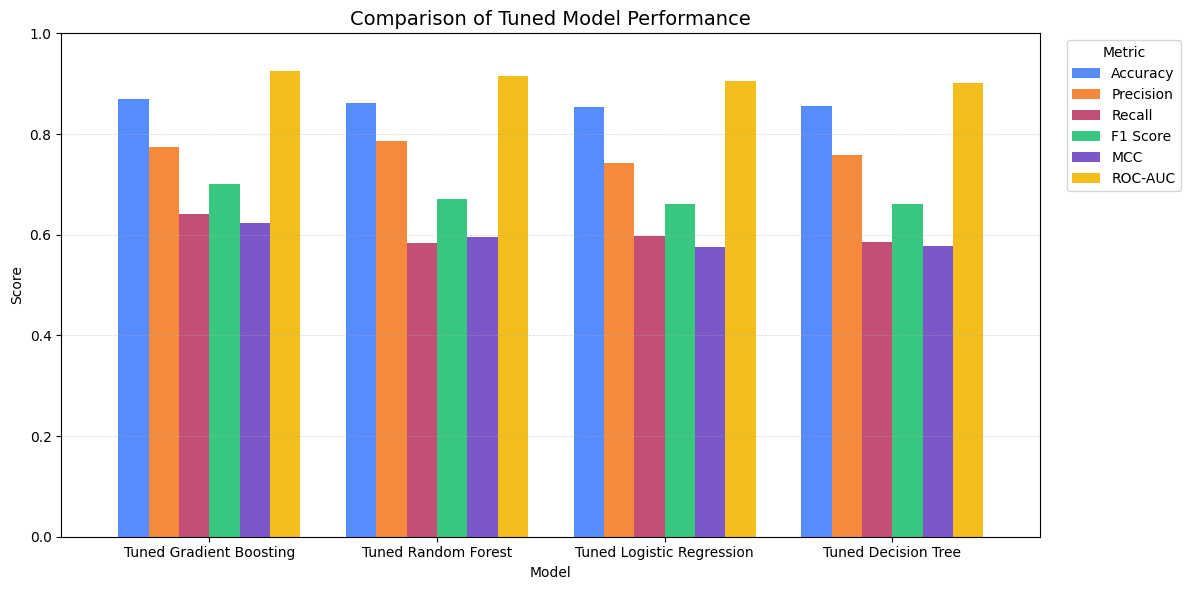 Comparison of Tuned Model Performance
Score
1.0
0.8
0.6
0.4
0.2
0.0
Tuned Gradient Boosting
Tuned Random Forest
Tuned Logistic Regression
Tuned Decision Tree
Model
Metric
Accuracy
Precision
Recall
F1 Score
MCC
ROC-AUC